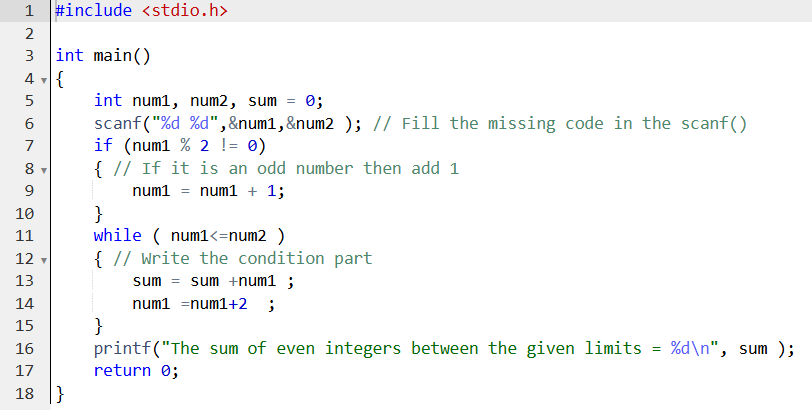 1 #include <stdio.h>
2
3 int main()
4 {
5 int num1, num2, sum = 0;
6 scanf("%d %d",&num1,&num2 ); // Fill the missing code in the scanf()
7 if (num1 % 2 != 0)
8 { // If it is an odd number then add 1
9 num1 = num1 + 1;
10 }
11 while ( num1<=num2 )
12 { // Write the condition part
13 sum = sum +num1 ;
14 num1 =num1+2  ;
15 }
16 printf("The sum of even integers between the given limits = %d\n", sum );
17 return 0;
18 }